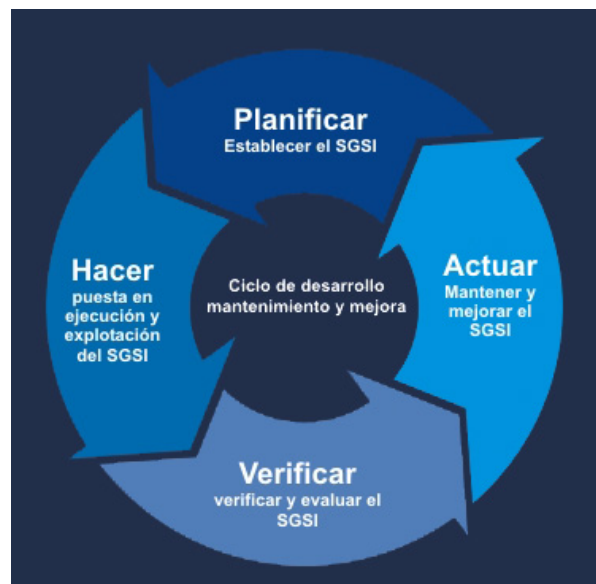 Planificar
Establecer el SGSI
Hacer
puesta en
ejecución y
explotación
del SGSI
Ciclo de desarrollo
mantenimiento y mejora
Actuar
Mantener y
mejorar el
SGSI
Verificar
verificar y evaluar el
SGSI